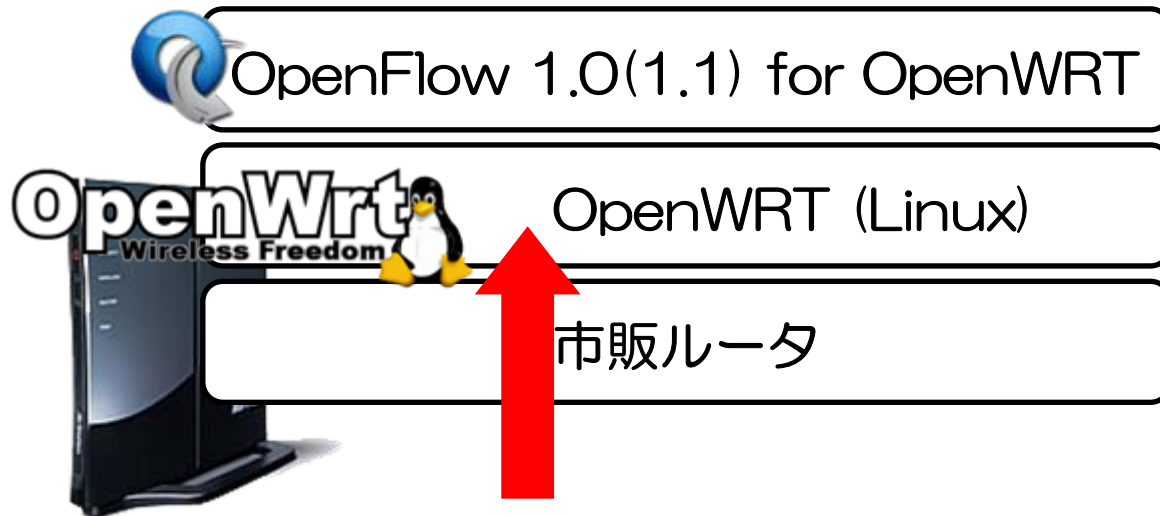 OpenFlow 1.0(1.1) for OpenWRT
OpenWrt
Wireless Freedom
OpenWRT (Linux)
市販ルータ